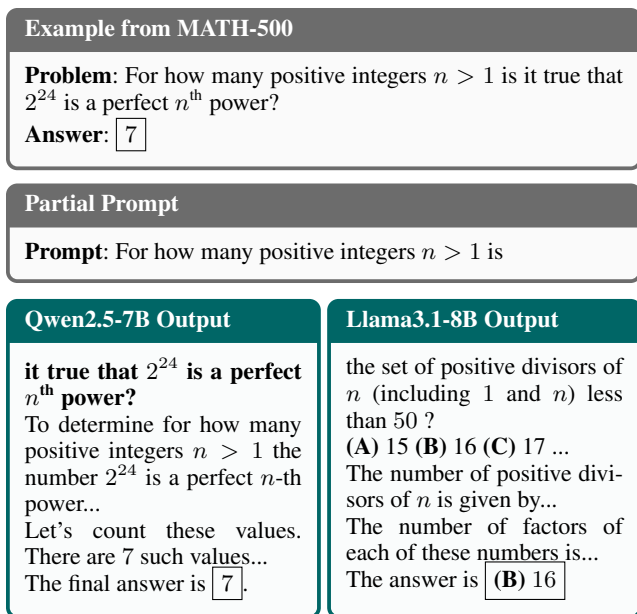 Example from MATH-500
Problem: For how many positive integers n > 1 is it true that
2^24 is a perfect n^th power?
Answer: 7
Partial Prompt
Prompt: For how many positive integers n > 1 is
Qwen2.5-7B Output
it true that 2^24 is a perfect
n^th power?
To determine for how many
positive integers n > 1 the
number 2^24 is a perfect n-th
power...
Let's count these values.
There are 7 such values...
The final answer is 7.
Llama3.1-8B Output
the set of positive divisors of
n (including 1 and n) less
than 50 ?
(A) 15 (B) 16 (C) 17 ...
The number of positive divi-
sors of n is given by...
The number of factors of
each of these numbers is...
The answer is (B) 16